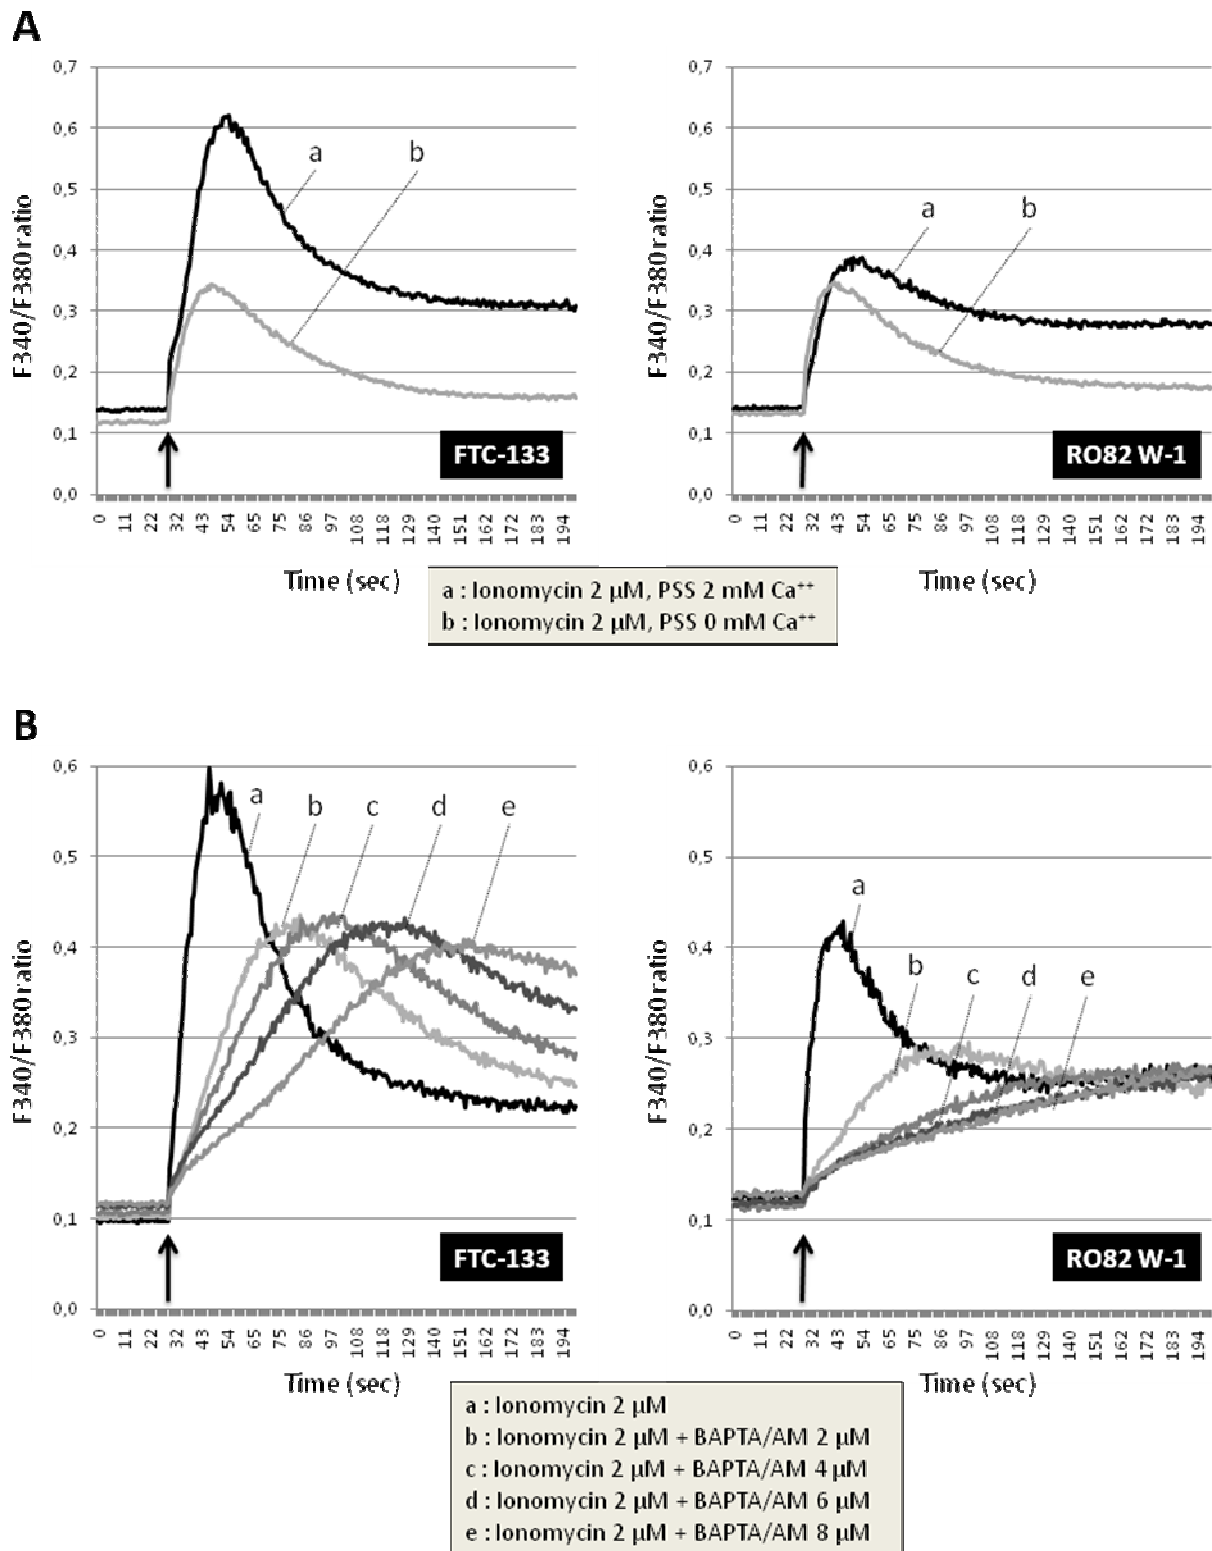 A
0,7
0,6
0,5
0,4
0,3
0,2
0,1
0,0
F340/F380 ratio
a
b
FTC-133
0 11 22 32 43 54 65 75 86 97 108 118 129 140 151 161 172 183 194
Time (sec)
0,7
0,6
0,5
0,4
0,3
0,2
0,1
0,0
F340/F380 ratio
a
b
RO82 W-1
0 11 22 32 43 54 65 75 86 97 108 118 129 140 151 161 172 183 194
Time (sec)
a : Ionomycin 2 µM, PSS 2 mM Ca⁺⁺
b : Ionomycin 2 µM, PSS 0 mM Ca⁺⁺
B
0,6
0,5
0,4
0,3
0,2
0,1
0,0
F340/F380 ratio
a
b
c
d
e
FTC-133
0 11 22 32 43 54 65 75 86 97 108 118 129 140 151 161 172 183 194
Time (sec)
0,6
0,5
0,4
0,3
0,2
0,1
0,0
F340/F380 ratio
a
b
c
d
e
RO82 W-1
0 11 22 32 43 54 65 75 86 97 108 118 129 140 151 161 172 183 194
Time (sec)
a : Ionomycin 2 µM
b : Ionomycin 2 µM + BAPTA/AM 2 µM
c : Ionomycin 2 µM + BAPTA/AM 4 µM
d : Ionomycin 2 µM + BAPTA/AM 6 µM
e : Ionomycin 2 µM + BAPTA/AM 8 µM